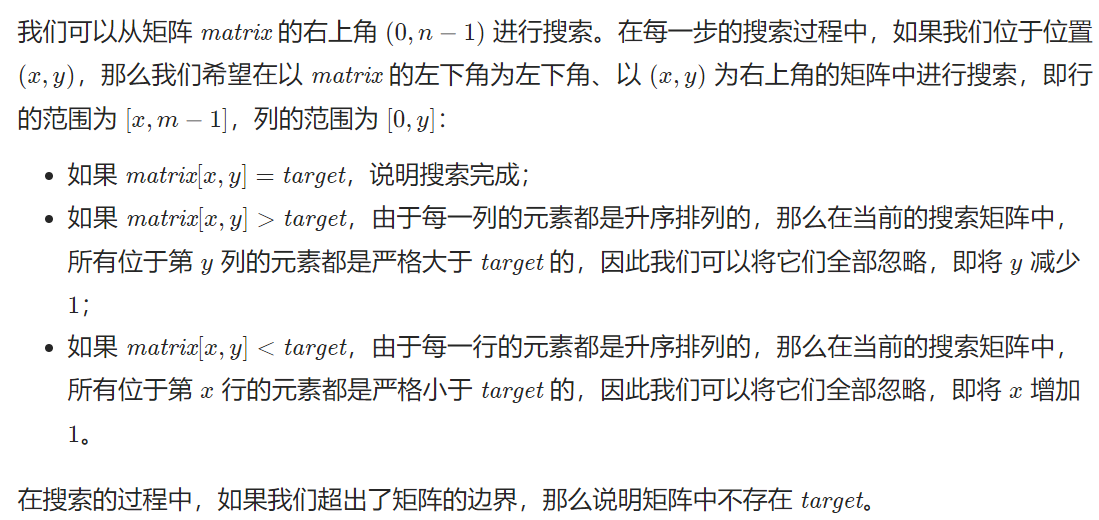 我们可以从矩阵 matrix 的右上角 (0, n − 1) 进行搜索。在每一步的搜索过程中，如果我们位于位置
(x, y)，那么我们希望在以 matrix 的左下角为左下角、以 (x, y) 为右上角的矩阵中进行搜索，即行
的范围为 [x, m − 1]，列的范围为 [0, y]：
• 如果 matrix[x, y] = target，说明搜索完成；
• 如果 matrix[x, y] > target，由于每一列的元素都是升序排列的，那么在当前的搜索矩阵中，
所有位于第 y 列的元素都是严格大于 target 的，因此我们可以将它们全部忽略，即将 y 减少
1；
• 如果 matrix[x, y] < target，由于每一行的元素都是升序排列的，那么在当前的搜索矩阵中，
所有位于第 x 行的元素都是严格小于 target 的，因此我们可以将它们全部忽略，即将 x 增加
1。
在搜索的过程中，如果我们超出了矩阵的边界，那么说明矩阵中不存在 target。